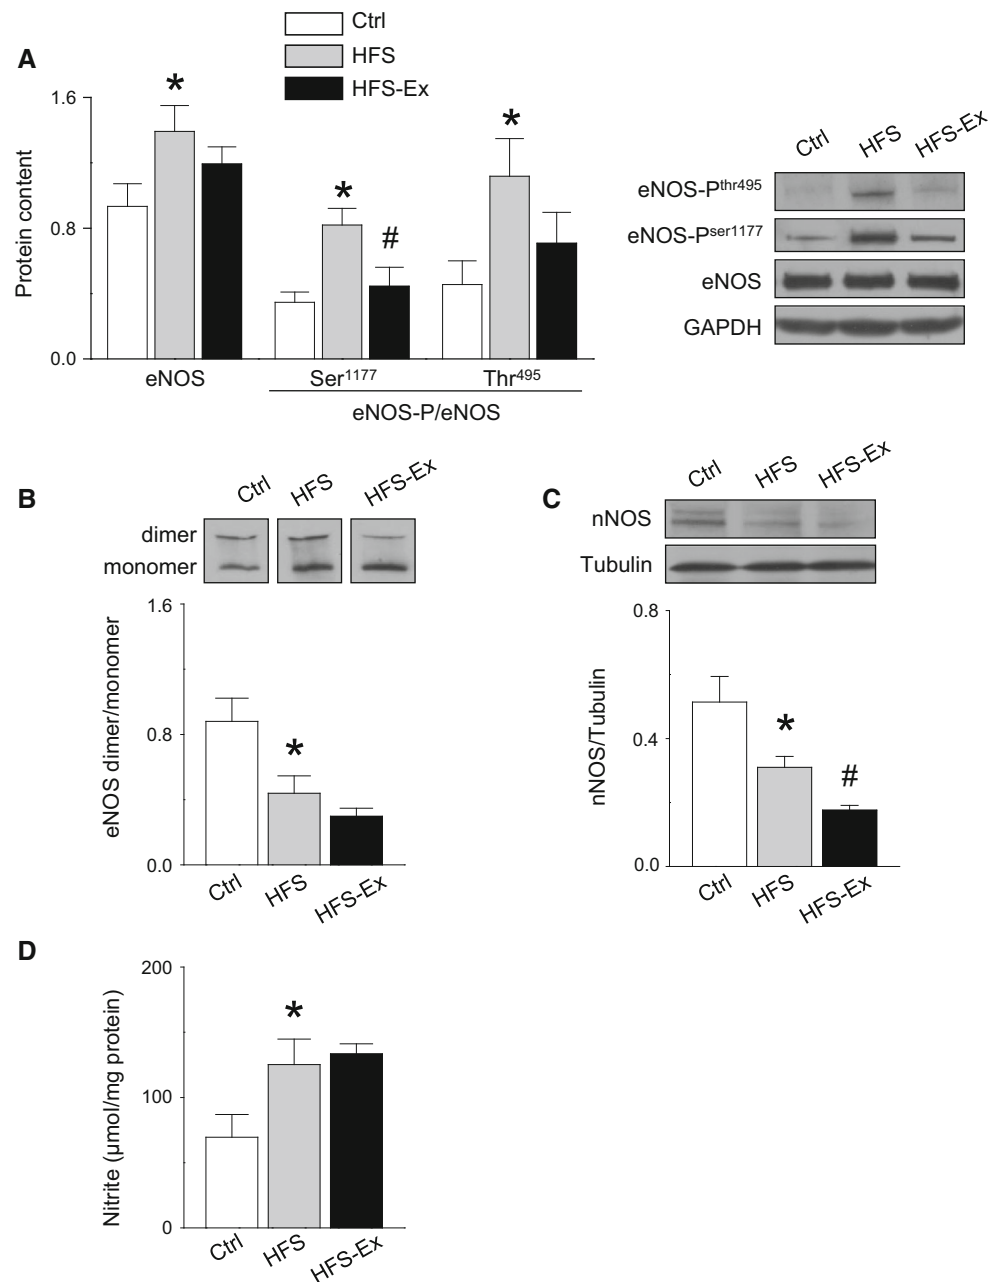 Ctrl
HFS
HFS-Ex
A
*
*
*
#
1.6
0.8
0.0
Protein content
eNOS
Ser1177
Thr495
eNOS-P/eNOS
Ctrl HFS HFS-Ex
eNOS-Pthr495
eNOS-Pser1177
eNOS
GAPDH
B
Ctrl HFS HFS-Ex
dimer
monomer
1.6
0.8
0.0
eNOS dimer/monomer
*
Ctrl HFS HFS-Ex
C
Ctrl HFS HFS-Ex
nNOS
Tubulin
0.8
0.4
0.0
nNOS/Tubulin
*
#
Ctrl HFS HFS-Ex
D
200
100
0
Nitrite (μmol/mg protein)
*
Ctrl HFS HFS-Ex